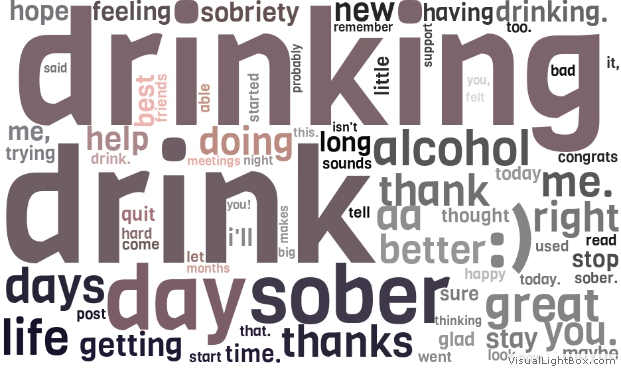 hope feeling sobriety new having drinking.
remember too.
drinking
said best friends able started probably little support you, felt bad it,
me, help doing this. isn't long alcohol congrats
trying drink. meetings night sounds
drink
thank today me.
quit you! tell aa thought right
hard come i'll makes big better :) used read
let months happy today. stop sober.
days day sober sure great
post thinking
life getting start that. time. thanks glad stay you.
went look maybe
VisualLightBox.com